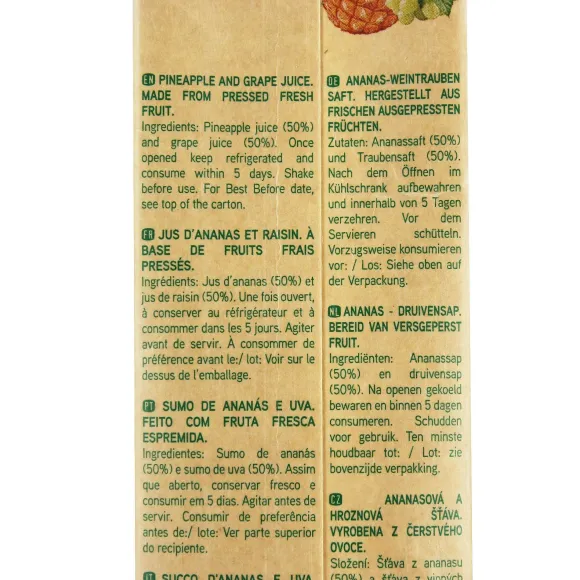 EN PINEAPPLE AND GRAPE JUICE.
MADE FROM PRESSED FRESH
FRUIT.
Ingredients: Pineapple juice (50%)
and grape juice (50%). Once
opened keep refrigerated and
consume within 5 days. Shake
before use. For Best Before date,
see top of the carton.
FR JUS D'ANANAS ET RAISIN. À
BASE DE FRUITS FRAIS
PRESSÉS.
Ingrédients: Jus d'ananas (50%) et
jus de raisin (50%). Une fois ouvert,
à conserver au réfrigérateur et à
consommer dans les 5 jours. Agiter
avant de servir. À consommer de
préférence avant le:/ lot: Voir sur le
dessus de l'emballage.
PT SUMO DE ANANÁS E UVA.
FEITO COM FRUTA FRESCA
ESPREMIDA.
Ingredientes: Sumo de ananás
(50%) e sumo de uva (50%). Assim
que aberto, conservar fresco e
consumir em 5 dias. Agitar antes de
servir. Consumir de preferência
antes de:/ lote: Ver parte superior
do recipiente.
IT SUCCO D'ANANAS E UVA.
DE ANANAS-WEINTRAUBEN
SAFT. HERGESTELLT AUS
FRISCHEN AUSGEPRESSTEN
FRÜCHTEN.
Zutaten: Ananassaft (50%)
und Traubensaft (50%).
Nach dem Öffnen im
Kühlschrank aufbewahren
und innerhalb von 5 Tagen
verzehren. Vor dem
Servieren schütteln.
Vorzugsweise konsumieren
vor: / Los: Siehe oben auf
der Verpackung.
NL ANANAS - DRUIVENSAP.
BEREID VAN VERSGEPERST
FRUIT.
Ingrediënten: Ananassap
(50%) en druivensap
(50%). Na openen gekoeld
bewaren en binnen 5 dagen
consumeren. Schudden
voor gebruik. Ten minste
houdbaar tot: / Lot: zie
bovenzijde verpakking.
CZ ANANASOVÁ A
HROZNOVÁ ŠŤÁVA.
VYROBENA Z ČERSTVÉHO
OVOCE.
Složení: Šťáva z ananasu
(50%) a šťáva z vinných